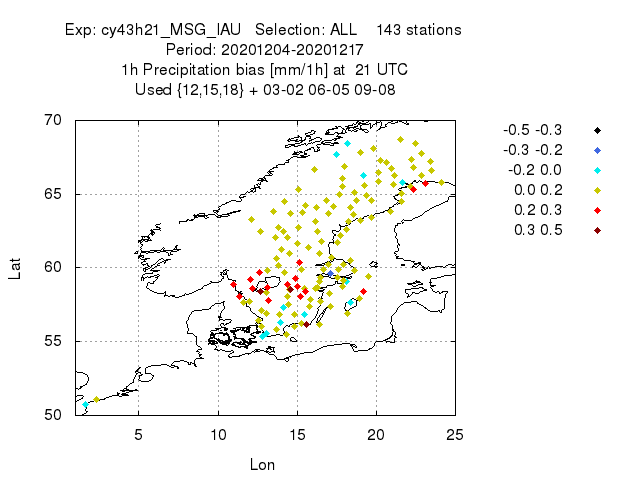 Exp: cy43h21_MSG_IAU Selection: ALL 143 stations
Period: 20201204-20201217
1h Precipitation bias [mm/1h] at 21 UTC
Used {12,15,18} + 03-02 06-05 09-08
70
65
60
55
50
Lat
5 10 15 20 25
Lon
-0.5 -0.3
-0.3 -0.2
-0.2 0.0
0.0 0.2
0.2 0.3
0.3 0.5